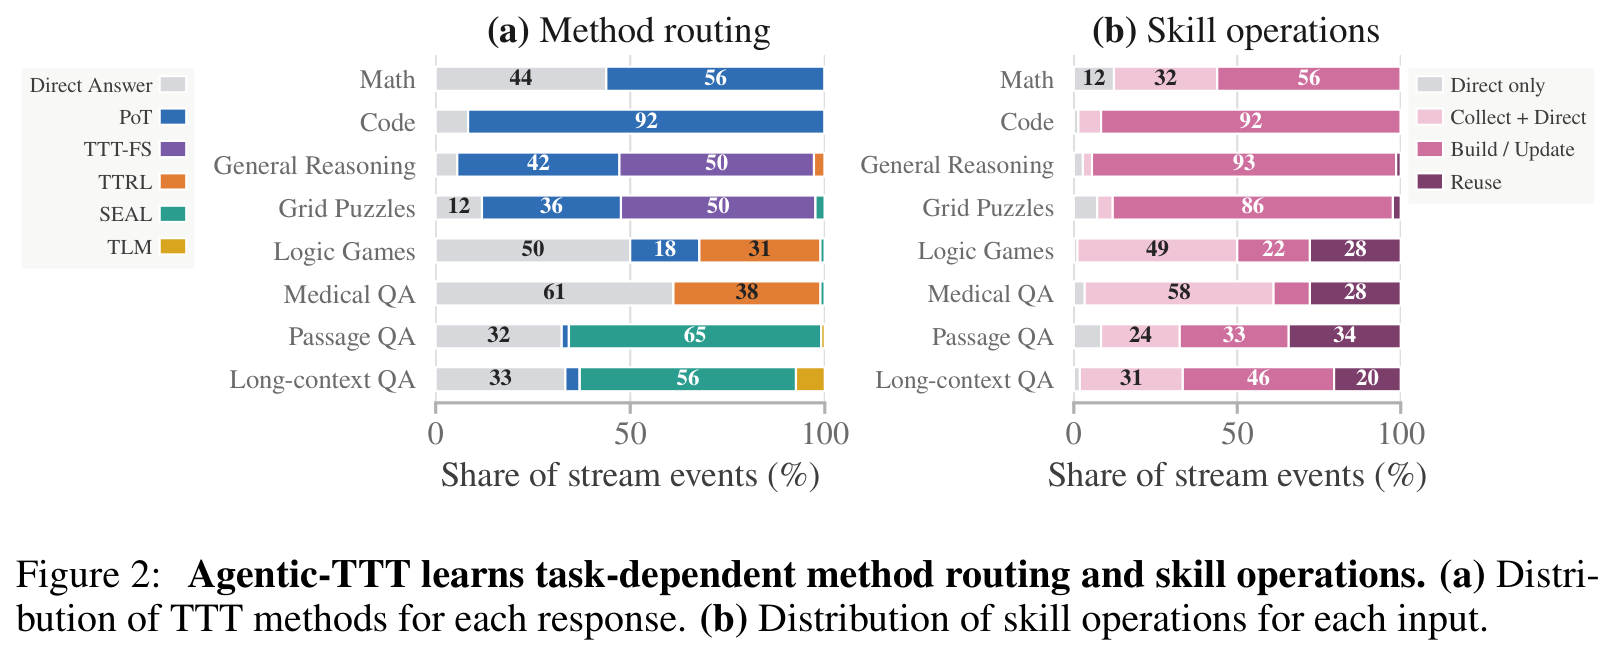 (a) Method routing
Direct Answer
PoT
TTT-FS
TTRL
SEAL
TLM
Math 44 56
Code 92
General Reasoning 42 50
Grid Puzzles 12 36 50
Logic Games 50 18 31
Medical QA 61 38
Passage QA 32 65
Long-context QA 33 56
0 50 100
Share of stream events (%)
(b) Skill operations
Math 12 32 56
Code 92
General Reasoning 93
Grid Puzzles 86
Logic Games 49 22 28
Medical QA 58 28
Passage QA 24 33 34
Long-context QA 31 46 20
0 50 100
Share of stream events (%)
Direct only
Collect + Direct
Build / Update
Reuse
Figure 2: Agentic-TTT learns task-dependent method routing and skill operations. (a) Distri-
bution of TTT methods for each response. (b) Distribution of skill operations for each input.